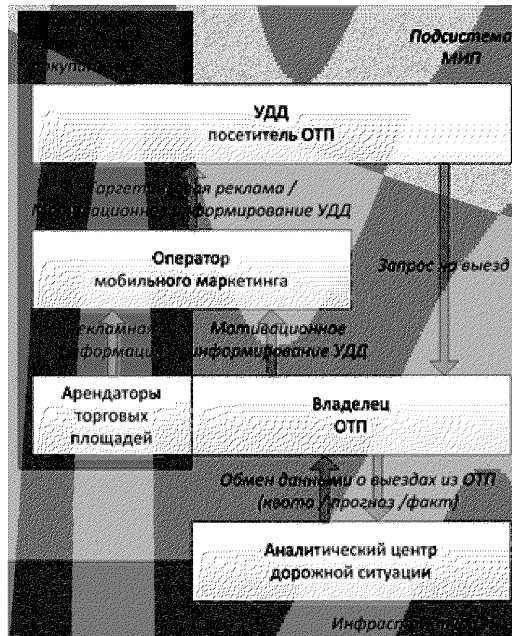 Подсистема
МИП
УДД
посетитель ОТП
реклама /
информирование УДД
Оператор
мобильного маркетинга
Запрос на выезд
Мотивационное
информирование УДД
Арендаторы
торговых
площадей
Владелец
ОТП
Обмен данными о выездах из ОТП
(квота / прогноз /факт)
Аналитический центр
дорожной ситуации